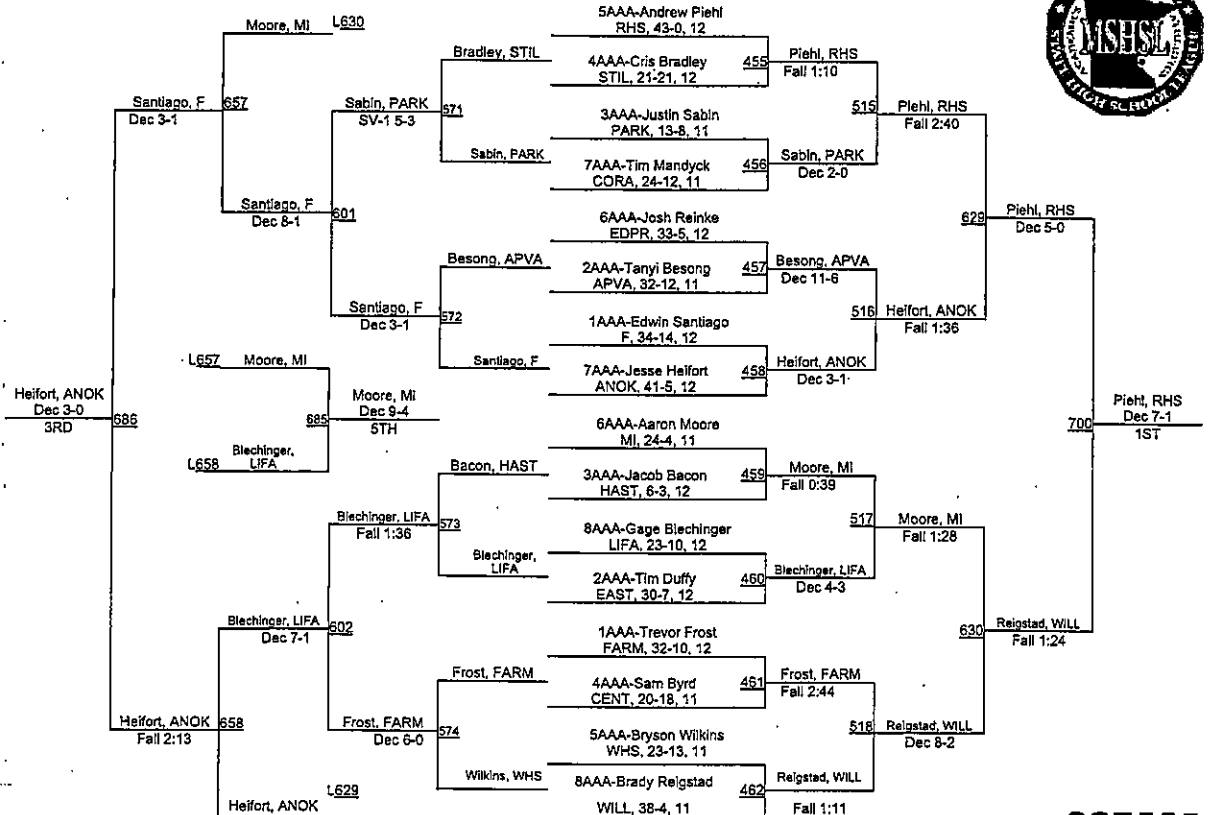 5AAA-Andrew Piehl
RHS, 43-0, 12
4AAA-Cris Bradley
STIL, 21-21, 12
3AAA-Justin Sabin
PARK, 13-8, 11
7AAA-Tim Mandyck
CORA, 24-12, 11
6AAA-Josh Reinke
EDPR, 33-5, 12
2AAA-Tanyi Besong
APVA, 32-12, 11
1AAA-Edwin Santiago
F, 34-14, 12
7AAA-Jesse Heifort
ANOK, 41-5, 12
6AAA-Aaron Moore
MI, 24-4, 11
3AAA-Jacob Bacon
HAST, 6-3, 12
8AAA-Gage Blechinger
LIFA, 23-10, 12
2AAA-Tim Duffy
EAST, 30-7, 12
1AAA-Trevor Frost
FARM, 32-10, 12
4AAA-Sam Byrd
CENT, 20-18, 11
5AAA-Bryson Wilkins
WHS, 23-13, 11
8AAA-Brady Reigstad
WILL, 38-4, 11
455
Piehl, RHS
Fall 1:10
456
Sabin, PARK
Dec 2-0
457
Besong, APVA
Dec 11-6
458
Heifort, ANOK
Dec 3-1
459
Moore, MI
Fall 0:39
460
Blechinger, LIFA
Dec 4-3
461
Frost, FARM
Fall 2:44
462
Reigstad, WILL
Fall 1:11
515
Piehl, RHS
Fall 2:40
516
Heifort, ANOK
Fall 1:36
517
Moore, MI
Fall 1:28
518
Reigstad, WILL
Dec 8-2
629
Piehl, RHS
Dec 5-0
630
Reigstad, WILL
Fall 1:24
700
Piehl, RHS
Dec 7-1
1ST
Bradley, STIL
571
Sabin, PARK
Besong, APVA
572
Santiago, F
Bacon, HAST
573
Blechinger,
LIFA
Frost, FARM
574
Wilkins, WHS
Sabin, PARK
SV-1 5-3
601
Santiago, F
Dec 3-1
Blechinger, LIFA
Fall 1:36
602
Frost, FARM
Dec 6-0
Moore, MI
L630
657
Santiago, F
Dec 8-1
Blechinger, LIFA
Dec 7-1
658
Heifort, ANOK
L629
Santiago, F
Dec 3-1
686
Heifort, ANOK
Fall 2:13
Heifort, ANOK
Dec 3-0
3RD
L657
Moore, MI
685
L658
Blechinger,
LIFA
Moore, MI
Dec 9-4
5TH
MSHSL
HIGH SCHOOL LEAGUE